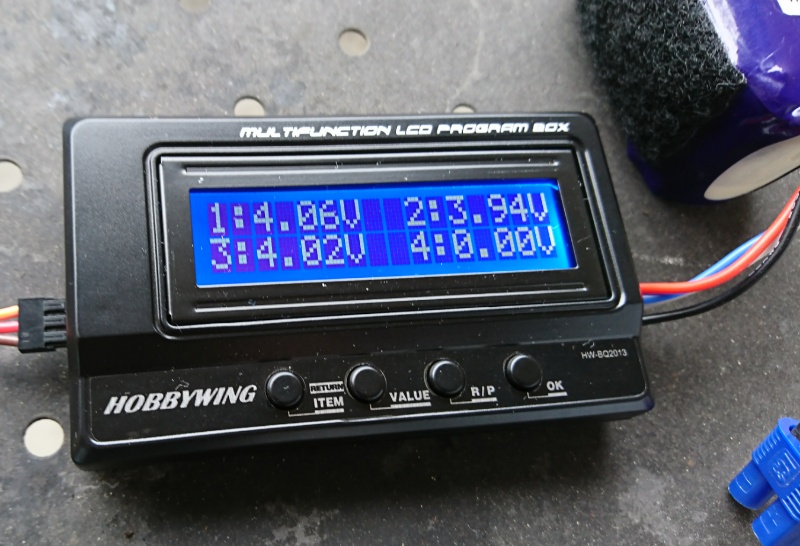 MULTIFUNCTION LCD PROGRAM BOX
1:4.06V 2:3.94V
3:4.02V 4:0.00V
HW-BQ2013
HOBBYWING
RETURN
ITEM
VALUE
R/P
OK